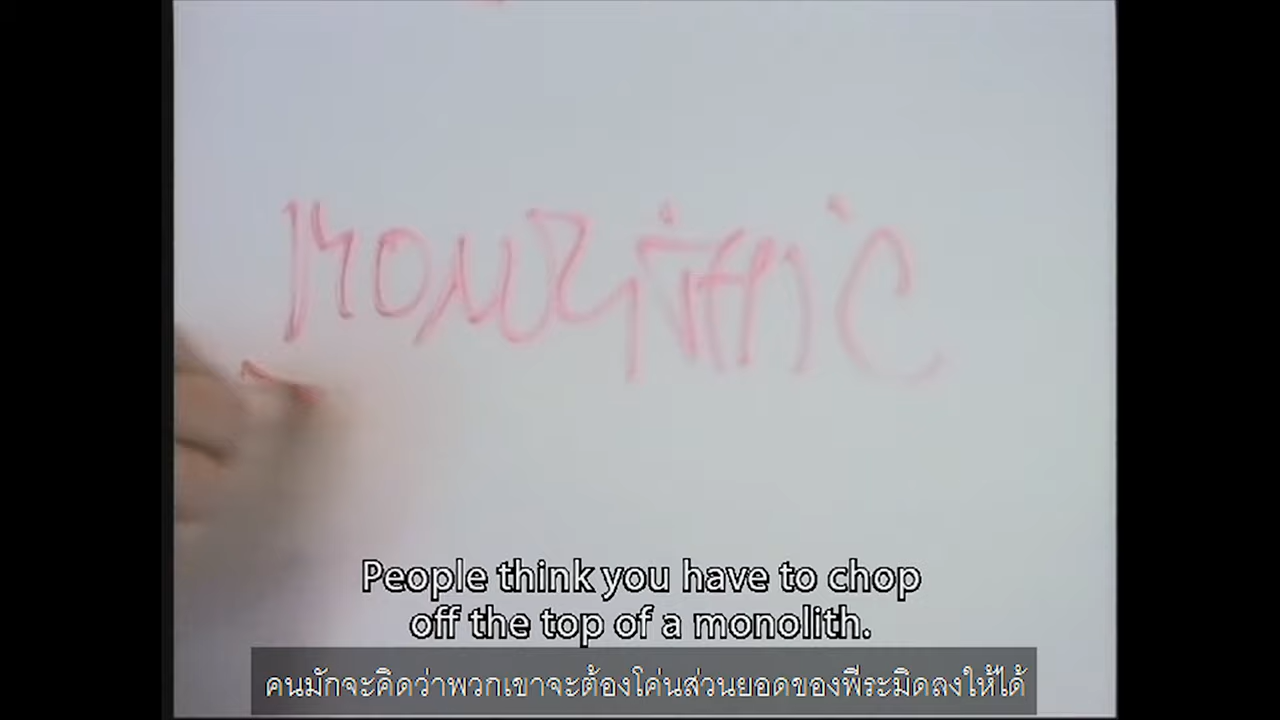 MONOLITHIC
People think you have to chop
off the top of a monolith.
คนมักจะคิดว่าพวกเขาจะต้องโค่นส่วนยอดของพีระมิดลงให้ได้